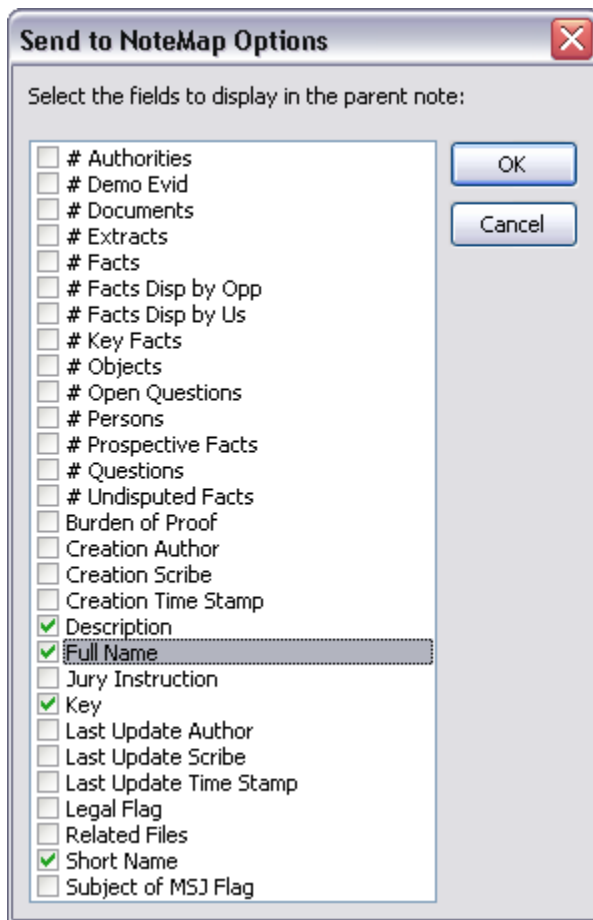 Send to NoteMap Options
Select the fields to display in the parent note:
# Authorities
# Demo Evid
# Documents
# Extracts
# Facts
# Facts Disp by Opp
# Facts Disp by Us
# Key Facts
# Objects
# Open Questions
# Persons
# Prospective Facts
# Questions
# Undisputed Facts
Burden of Proof
Creation Author
Creation Scribe
Creation Time Stamp
Description
Full Name
Jury Instruction
Key
Last Update Author
Last Update Scribe
Last Update Time Stamp
Legal Flag
Related Files
Short Name
Subject of MSJ Flag
OK
Cancel